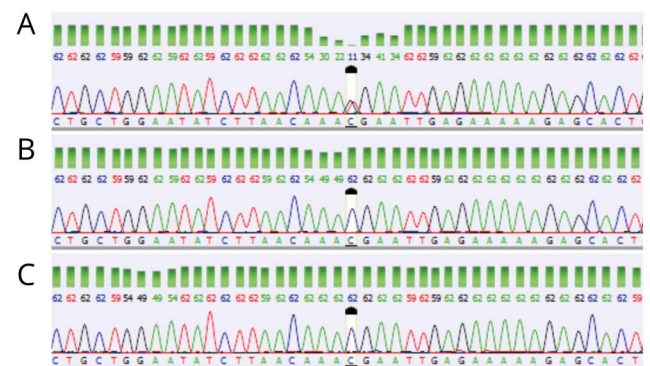 A
62 62 62 62 59 59 62 62 59 62 62 59 62 62 62 62 62 54 30 22 11 34 41 34 62 62 59 62 62 62 62 62 62 62 62 62 62 62 62 62
C T G C T G G A A T A T C T T A A C A A A C G A A T T G A G A A A A A G A G C A C T
B
62 62 62 62 59 59 62 62 59 62 62 59 62 62 62 59 62 62 54 49 49 62 62 62 62 62 62 59 62 62 62 62 62 62 62 62 62 62 62 62 62
C T G C T G G A A T A T C T T A A C A A A C G A A T T G A G A A A A A G A G C A C T
C
62 62 62 62 59 54 49 49 54 62 62 62 62 62 59 62 62 62 62 62 62 62 62 62 59 62 59 62 62 62 62 62 62 62 62 62 62 62 62 62 59
C T G C T G G A A T A T C T T A A C A A A C G A A T T G A G A A A A A G A G C A C T